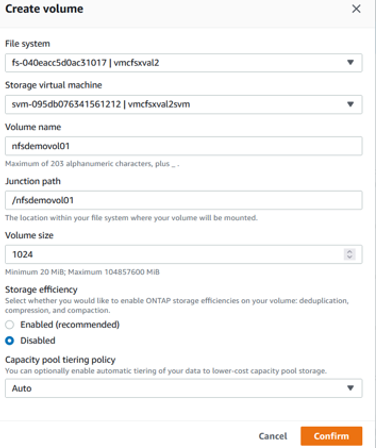 Create volume
File system
fs-040eacc5d0ac31017 | vmcfsxval2
Storage virtual machine
svm-095db076341561212 | vmcfsxval2svm
Volume name
nfsdemovol01
Maximum of 203 alphanumeric characters, plus _ .
Junction path
/nfsdemovol01
The location within your file system where your volume will be mounted.
Volume size
1024
Minimum 20 MiB; Maximum 104857600 MiB
Storage efficiency
Select whether you would like to enable ONTAP storage efficiencies on your volume: deduplication,
compression, and compaction.
Enabled (recommended)
Disabled
Capacity pool tiering policy
You can optionally enable automatic tiering of your data to lower-cost capacity pool storage.
Auto
Cancel
Confirm